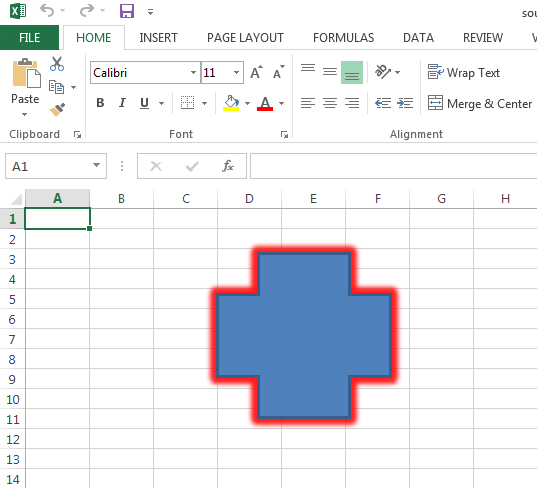 sou
FILE HOME INSERT PAGE LAYOUT FORMULAS DATA REVIEW
Calibri 11 A A Wrap Text
Paste B I U A Merge & Center
Clipboard Font Alignment
A1 fx
A B C D E F G H
1
2
3
4
5
6
7
8
9
10
11
12
13
14